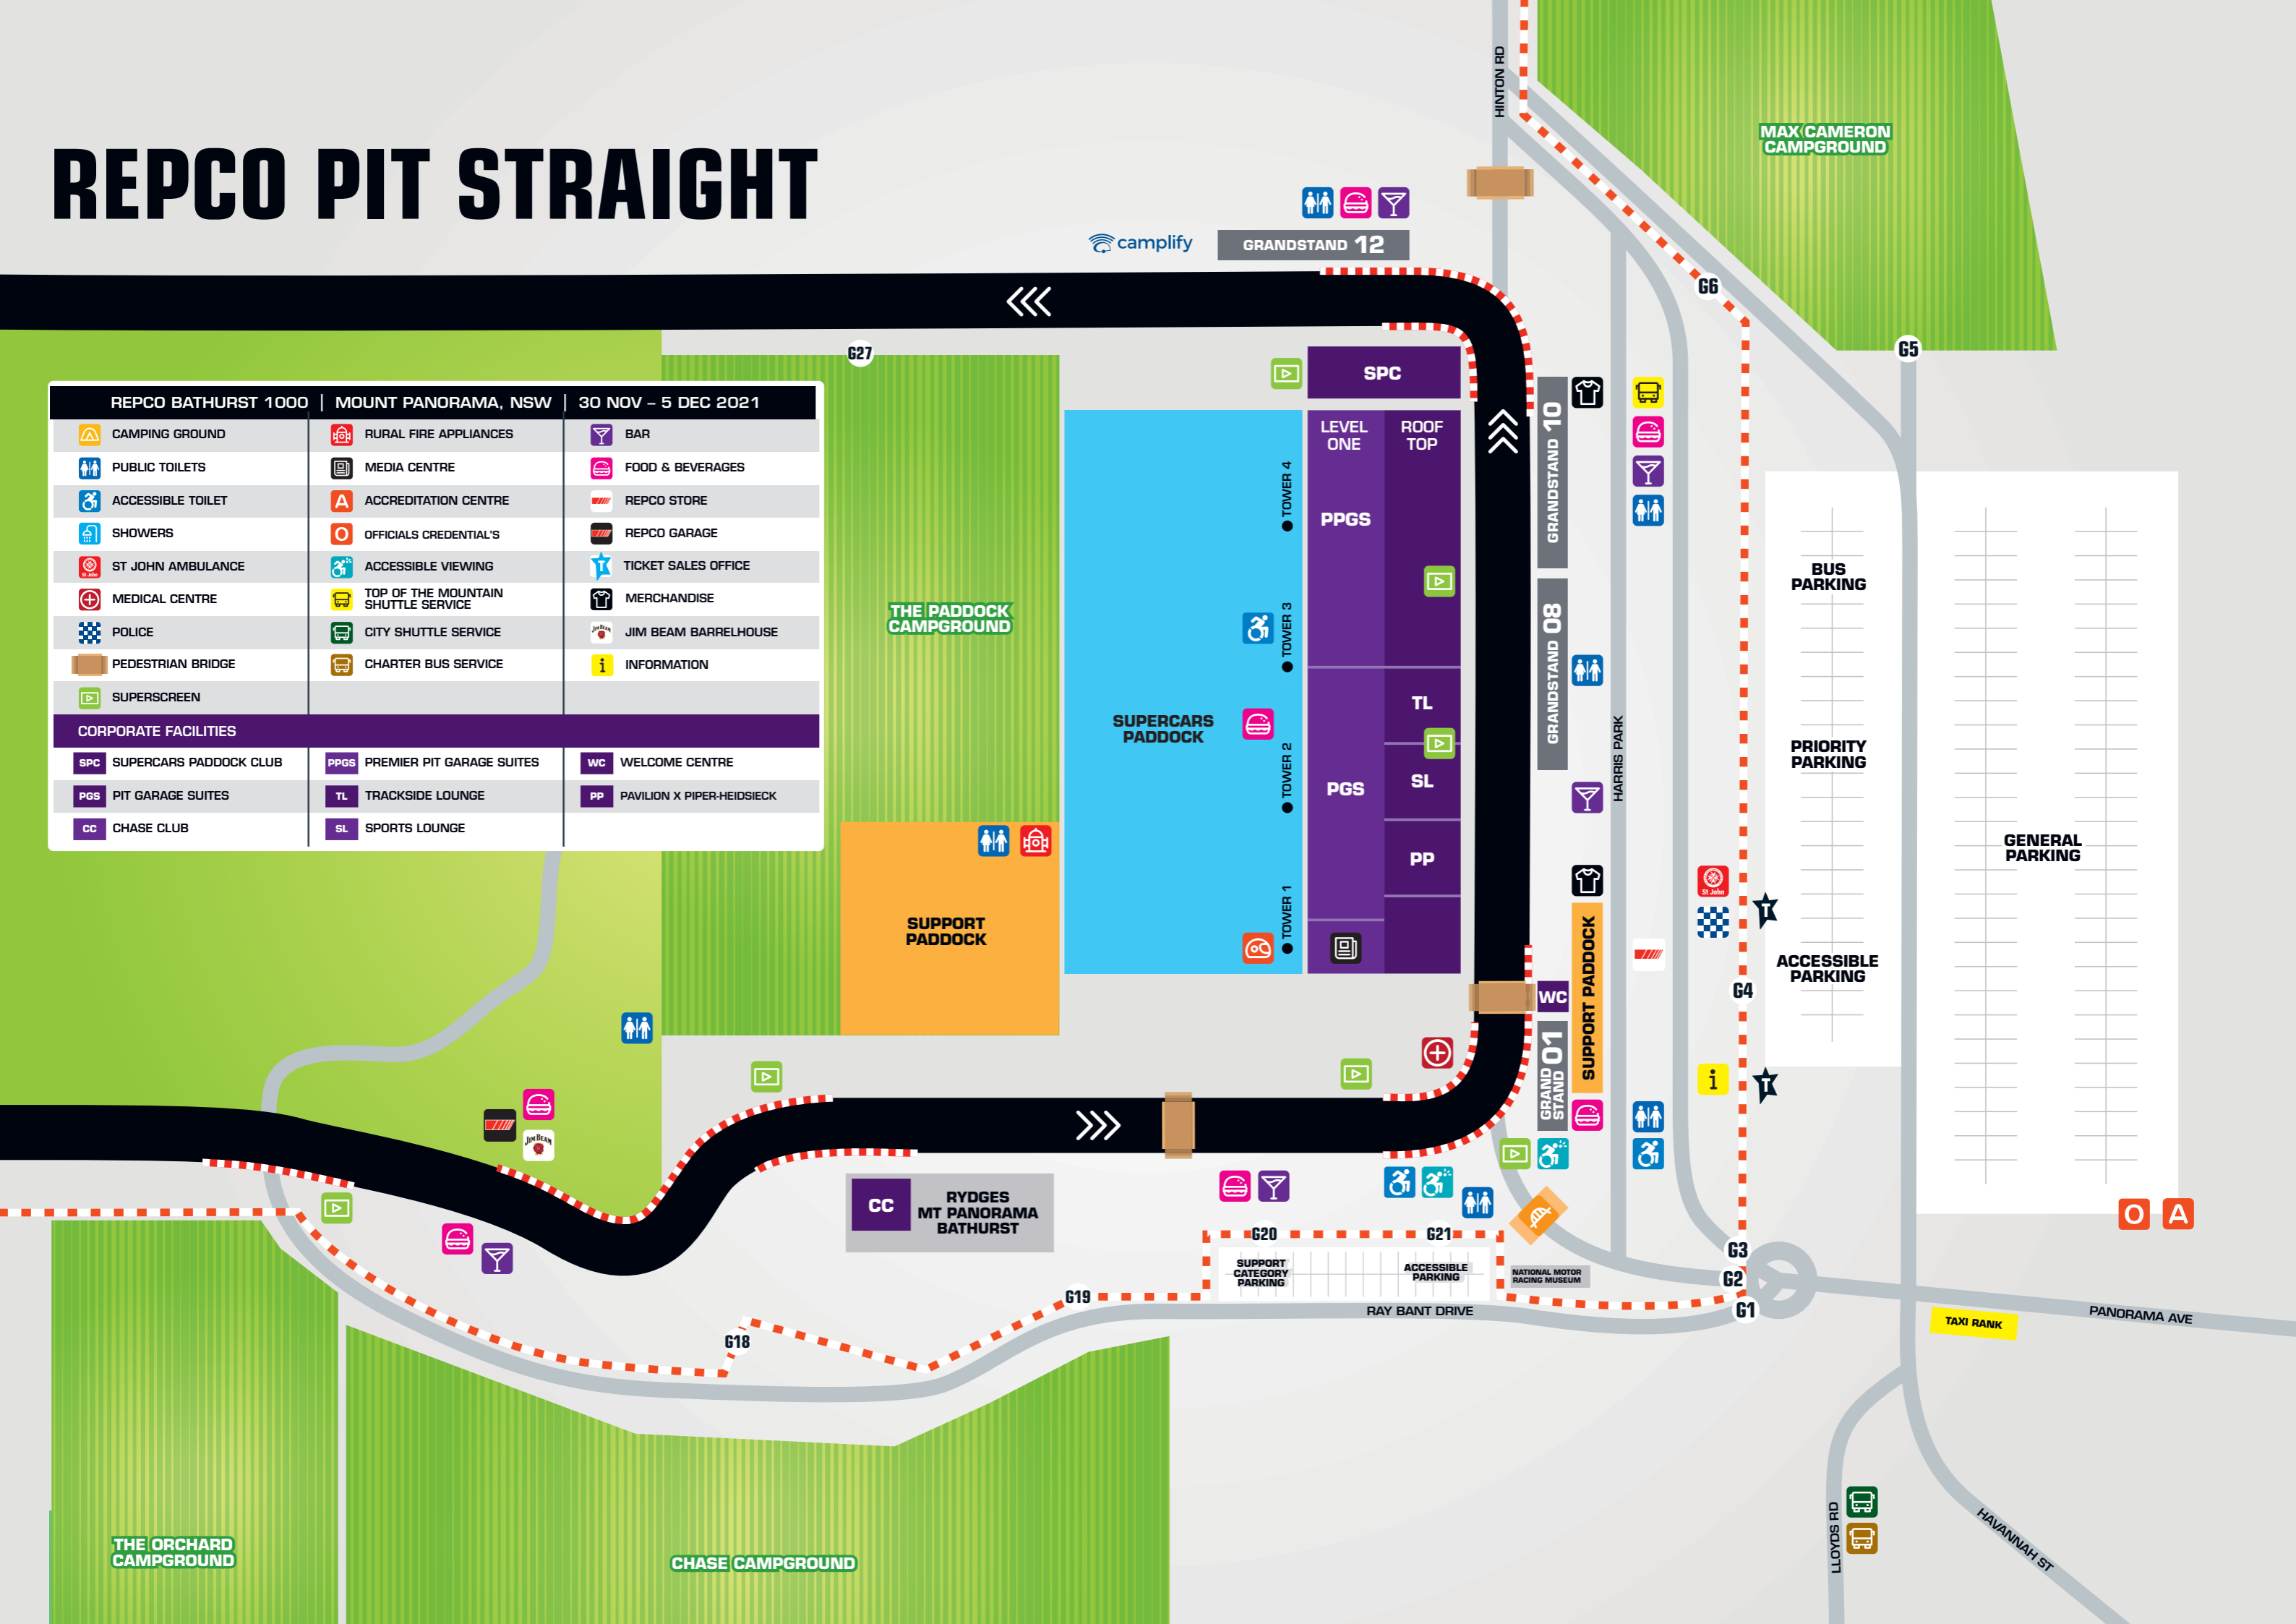 REPCO PIT STRAIGHT
HINTON RD
MAX CAMERON
CAMPGROUND
camplify
GRANDSTAND 12
G6
G5
G27
REPCO BATHURST 1000 | MOUNT PANORAMA, NSW | 30 NOV – 5 DEC 2021
CAMPING GROUND
RURAL FIRE APPLIANCES
BAR
PUBLIC TOILETS
MEDIA CENTRE
FOOD & BEVERAGES
ACCESSIBLE TOILET
A
ACCREDITATION CENTRE
REPCO STORE
SHOWERS
O
OFFICIALS CREDENTIAL'S
REPCO GARAGE
St John
ST JOHN AMBULANCE
ACCESSIBLE VIEWING
T
TICKET SALES OFFICE
MEDICAL CENTRE
TOP OF THE MOUNTAIN
SHUTTLE SERVICE
MERCHANDISE
POLICE
CITY SHUTTLE SERVICE
JIM BEAM
JIM BEAM BARRELHOUSE
PEDESTRIAN BRIDGE
CHARTER BUS SERVICE
i
INFORMATION
SUPERSCREEN
CORPORATE FACILITIES
SPC
SUPERCARS PADDOCK CLUB
PPGS
PREMIER PIT GARAGE SUITES
WC
WELCOME CENTRE
PGS
PIT GARAGE SUITES
TL
TRACKSIDE LOUNGE
PP
PAVILION X PIPER-HEIDSIECK
CC
CHASE CLUB
SL
SPORTS LOUNGE
SPC
LEVEL
ONE
ROOF
TOP
PPGS
TOWER 4
TOWER 3
TOWER 2
TOWER 1
THE PADDOCK
CAMPGROUND
SUPERCARS
PADDOCK
TL
SL
PGS
PP
SUPPORT
PADDOCK
GRANDSTAND 10
GRANDSTAND 08
HARRIS PARK
BUS
PARKING
PRIORITY
PARKING
GENERAL
PARKING
St John
T
ACCESSIBLE
PARKING
G4
WC
SUPPORT PADDOCK
GRAND
STAND 01
i
T
JIM BEAM
CC
RYDGES
MT PANORAMA
BATHURST
G20
G21
SUPPORT
CATEGORY
PARKING
ACCESSIBLE
PARKING
NATIONAL MOTOR
RACING MUSEUM
O
A
G3
G2
G1
G19
G18
RAY BANT DRIVE
TAXI RANK
PANORAMA AVE
LLOYDS RD
HAVANNAH ST
THE ORCHARD
CAMPGROUND
CHASE CAMPGROUND